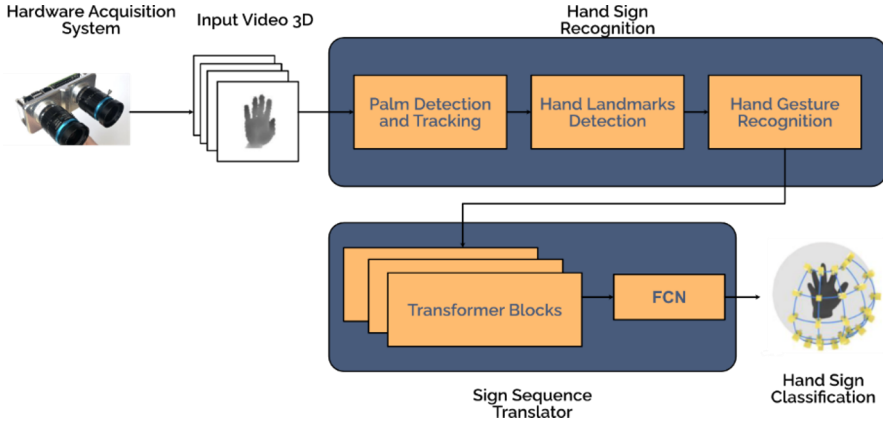 Hardware Acquisition
System
Input Video 3D
Hand Sign
Recognition
Palm Detection
and Tracking
Hand Landmarks
Detection
Hand Gesture
Recognition
Transformer Blocks
FCN
Sign Sequence
Translator
Hand Sign
Classification